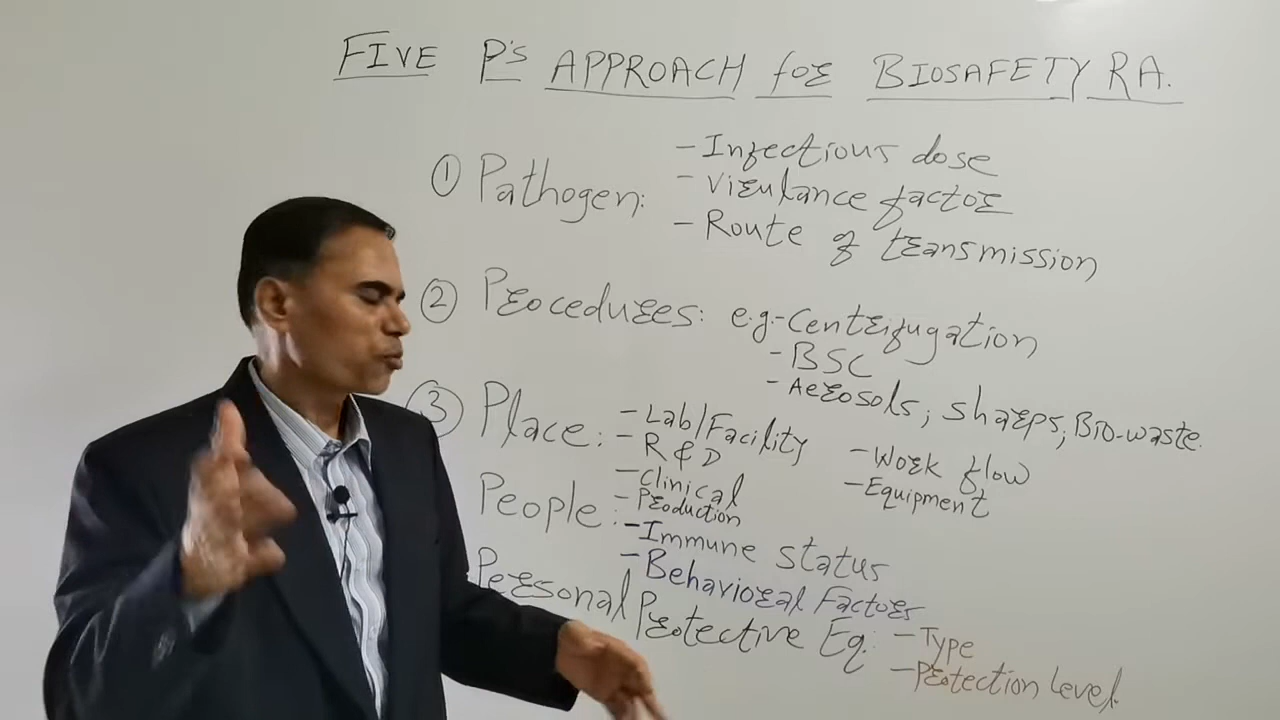 FIVE P's APPROACH for BIOSAFETY RA.
① Pathogen:
- Infectious dose
- Virulance factor
- Route of transmission
② Procedures: e.g:- Centrifugation
- BSC
- Aerosols, sharps, Bio-waste.
③ Place:
- Lab/Facility
- R & D
- Clinical
- Production
- Work flow
- Equipment
People:
- Immune status
- Behavioral Factors
Personal Protective Eq:
- Type
- Protection Level.